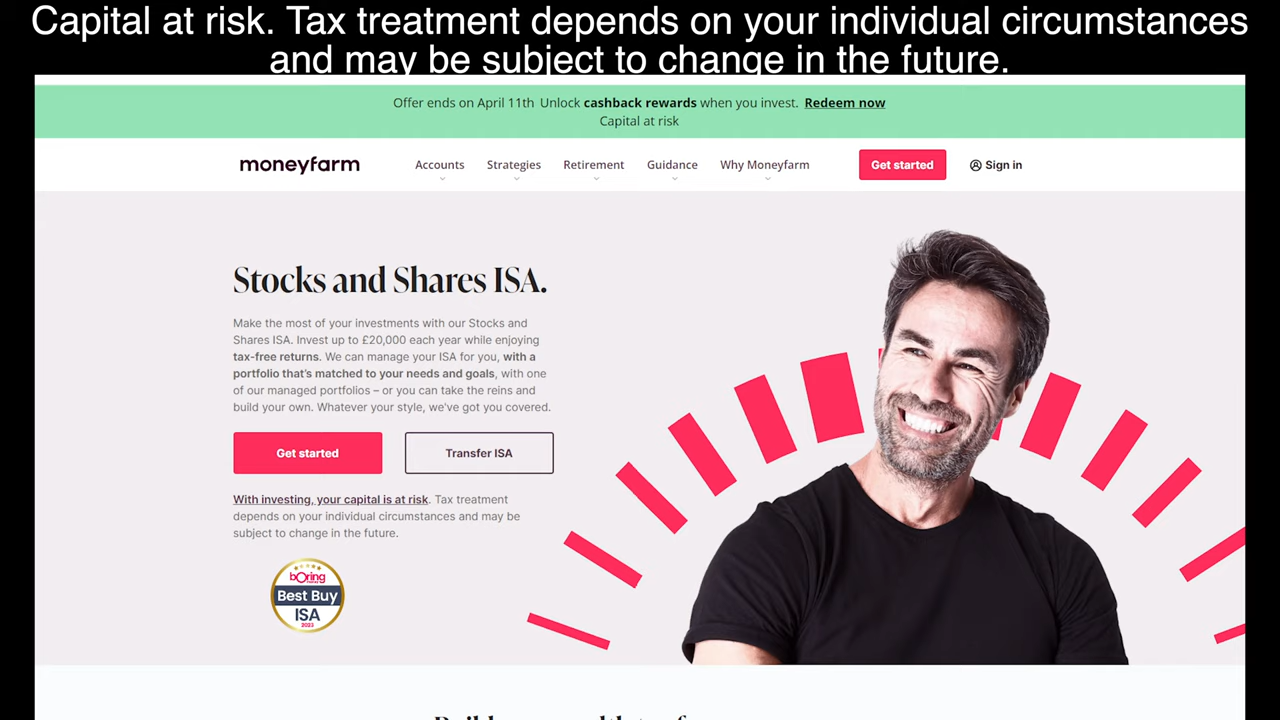 Capital at risk. Tax treatment depends on your individual circumstances
and may be subject to change in the future.
Offer ends on April 11th Unlock cashback rewards when you invest. Redeem now
Capital at risk
moneyfarm
Accounts
Strategies
Retirement
Guidance
Why Moneyfarm
Get started
Sign in
Stocks and Shares ISA.
Make the most of your investments with our Stocks and
Shares ISA. Invest up to £20,000 each year while enjoying
tax-free returns. We can manage your ISA for you, with a
portfolio that's matched to your needs and goals, with one
of our managed portfolios – or you can take the reins and
build your own. Whatever your style, we've got you covered.
Get started
Transfer ISA
With investing, your capital is at risk. Tax treatment
depends on your individual circumstances and may be
subject to change in the future.
bOring
money
Best Buy
ISA
2023